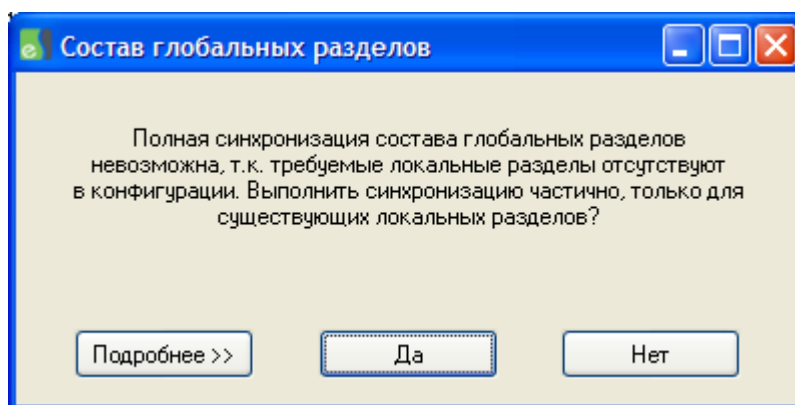 Состав глобальных разделов
Полная синхронизация состава глобальных разделов
невозможна, т.к. требуемые локальные разделы отсутствуют
в конфигурации. Выполнить синхронизацию частично, только для
существующих локальных разделов?
Подробнее >> Да Нет